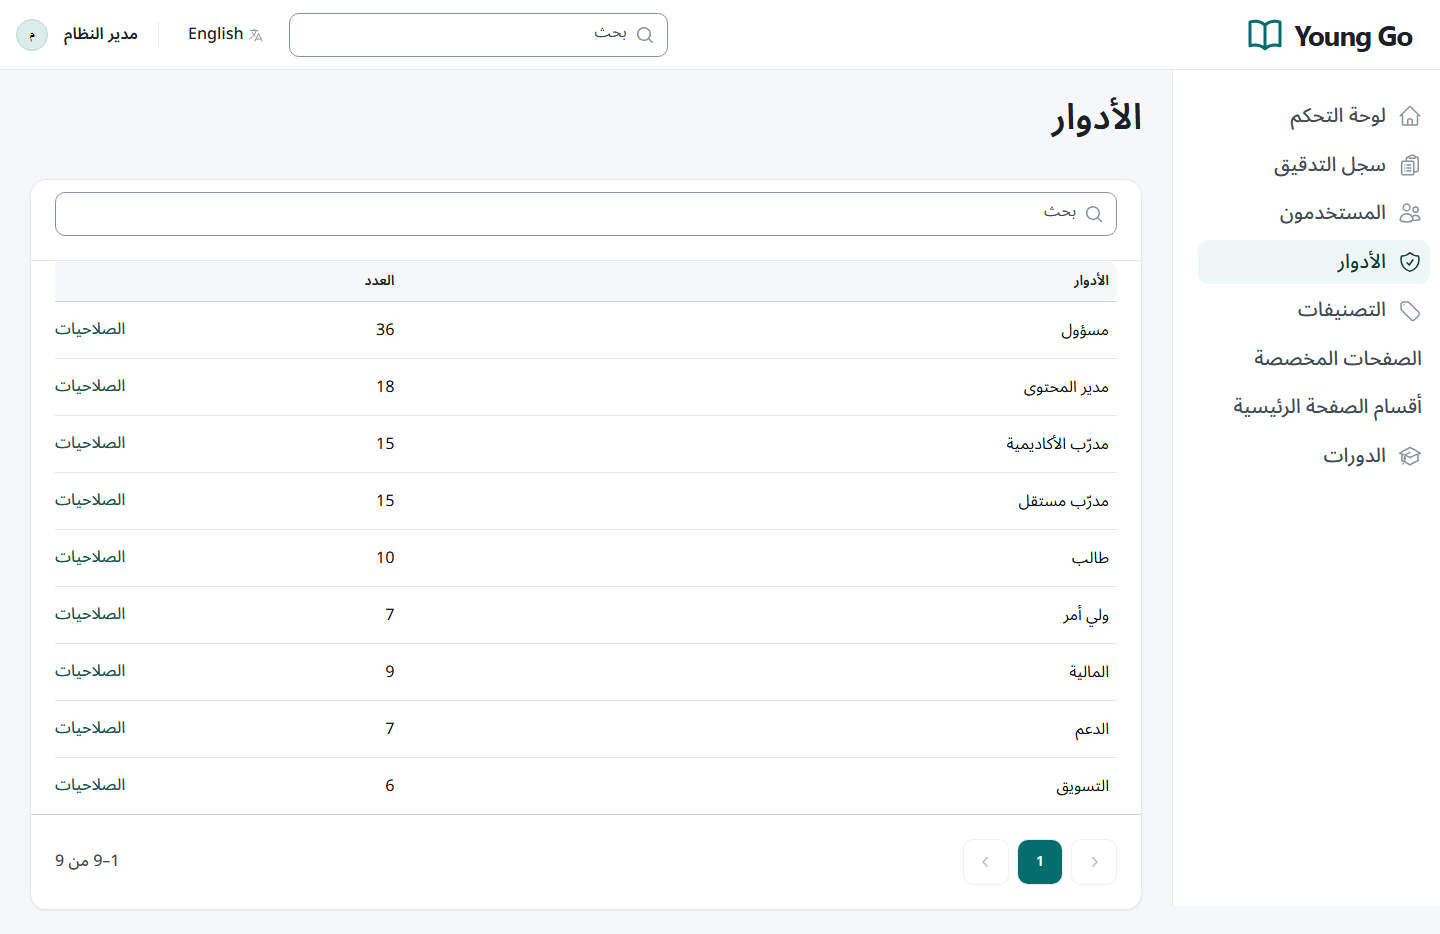 Young Go
بحث
English
مدير النظام
م
لوحة التحكم
سجل التدقيق
المستخدمون
الأدوار
التصنيفات
الصفحات المخصصة
أقسام الصفحة الرئيسية
الدورات
الأدوار
بحث
الأدوار العدد
مسؤول 36 الصلاحيات
مدير المحتوى 18 الصلاحيات
مدرّب الأكاديمية 15 الصلاحيات
مدرّب مستقل 15 الصلاحيات
طالب 10 الصلاحيات
ولي أمر 7 الصلاحيات
المالية 9 الصلاحيات
الدعم 7 الصلاحيات
التسويق 6 الصلاحيات
1
1–9 من 9